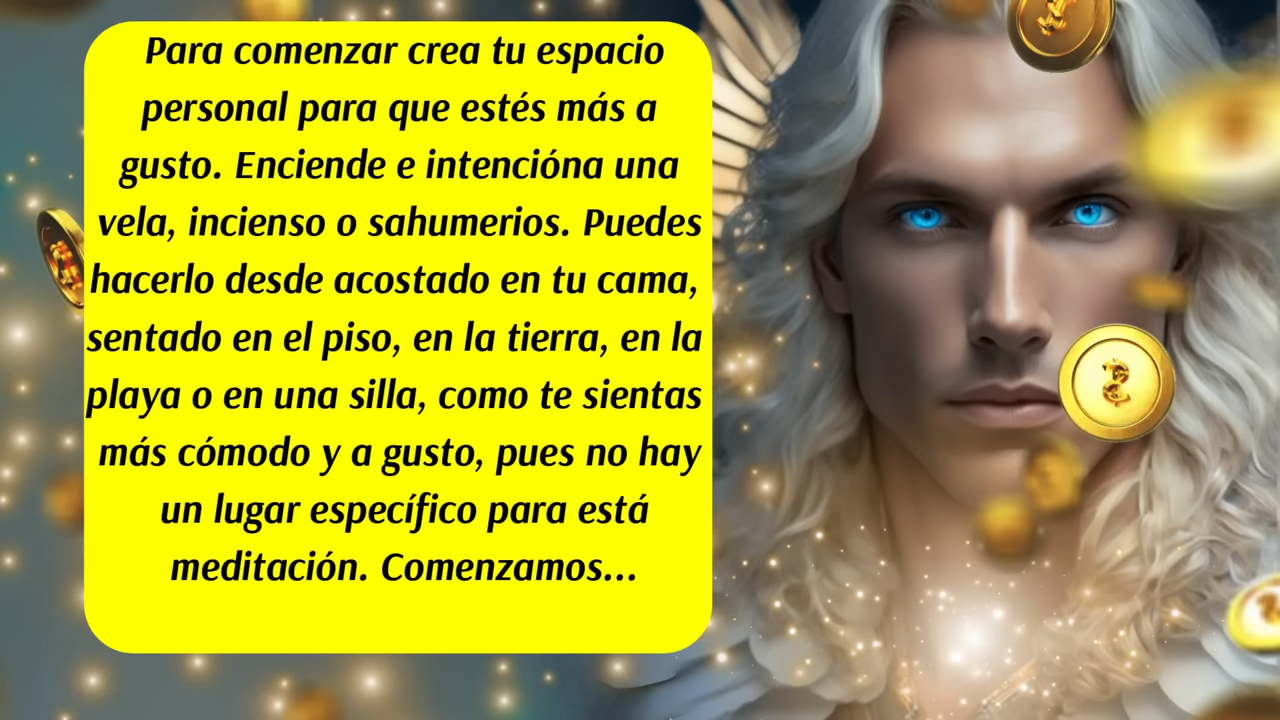 Para comenzar crea tu espacio
personal para que estés más a
gusto. Enciende e intencióna una
vela, incienso o sahumerios. Puedes
hacerlo desde acostado en tu cama,
sentado en el piso, en la tierra, en la
playa o en una silla, como te sientas
más cómodo y a gusto, pues no hay
un lugar específico para está
meditación. Comenzamos...